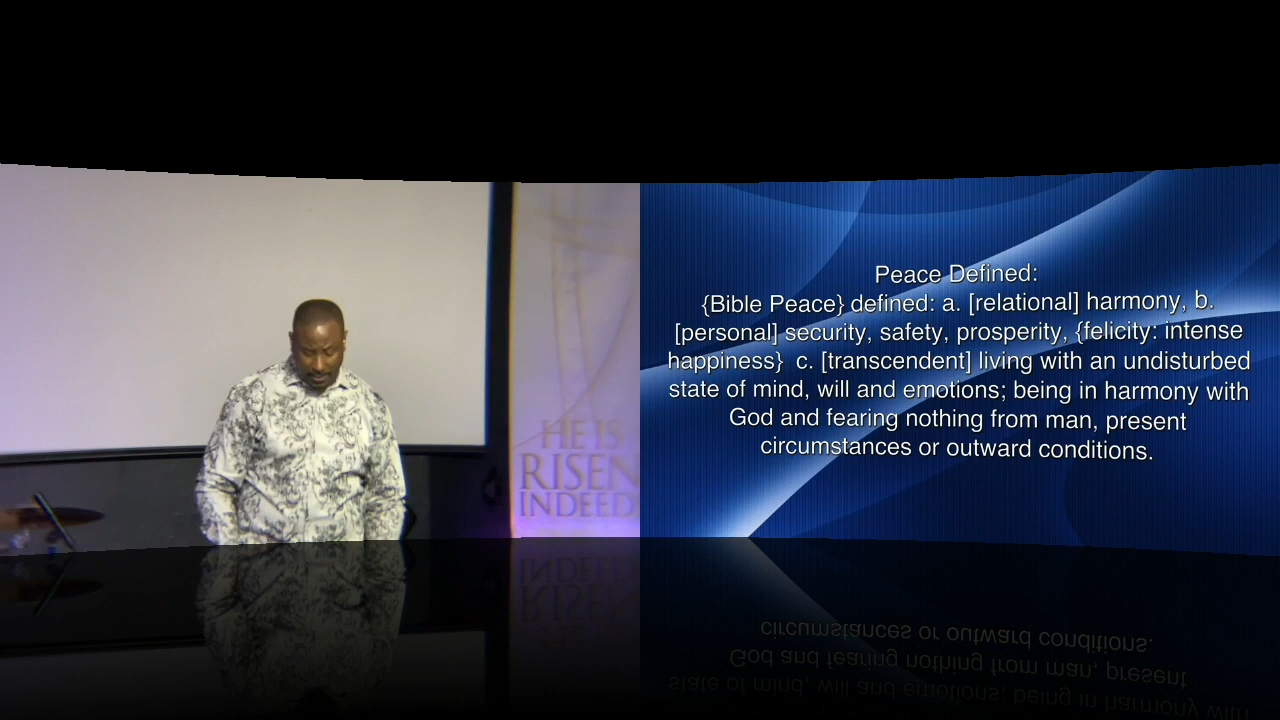 HE IS
RISEN
INDEED
Peace Defined:
{Bible Peace} defined: a. [relational] harmony, b.
[personal] security, safety, prosperity, {felicity: intense
happiness}  c. [transcendent] living with an undisturbed
state of mind, will and emotions; being in harmony with
God and fearing nothing from man, present
circumstances or outward conditions.